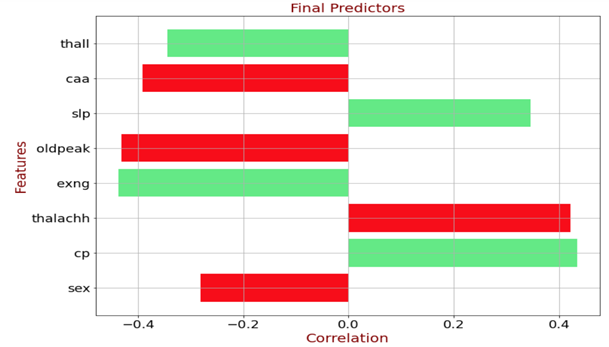 Final Predictors
Features
thall
caa
slp
oldpeak
exng
thalachh
cp
sex
−0.4 −0.2 0.0 0.2 0.4
Correlation